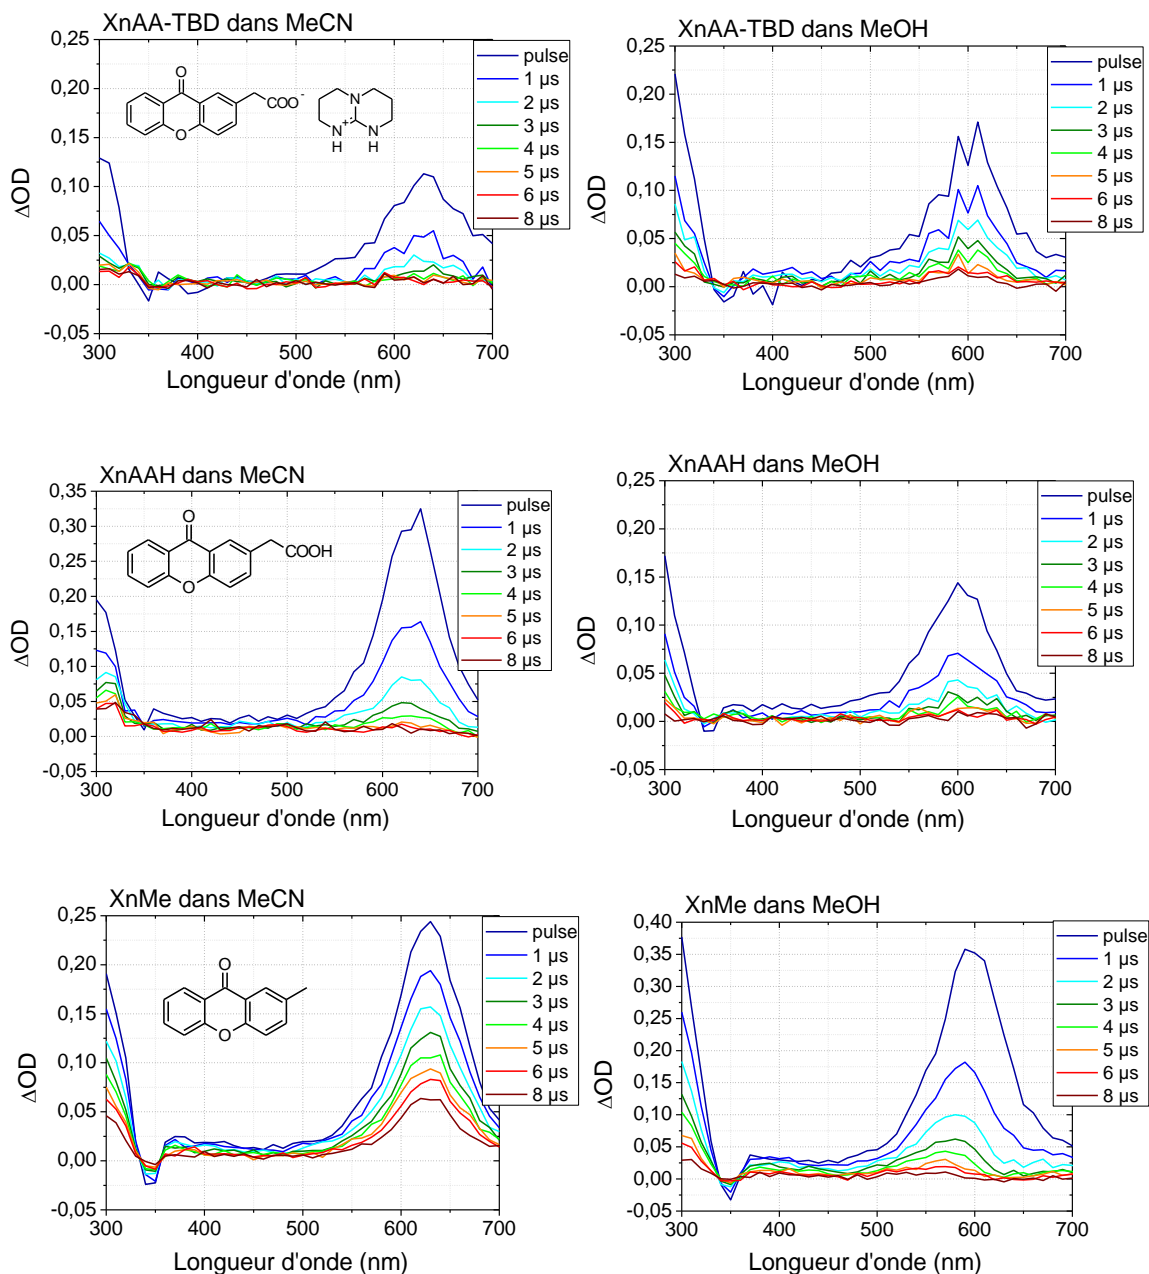 XnAA-TBD dans MeCN
0,25
0,20
0,15
0,10
0,05
0,00
-0,05
ΔOD
300 400 500 600 700
Longueur d'onde (nm)
pulse
1 µs
2 µs
3 µs
4 µs
5 µs
6 µs
8 µs
O
COO -
O
N
N + N
H H
XnAA-TBD dans MeOH
0,25
0,20
0,15
0,10
0,05
0,00
-0,05
ΔOD
300 400 500 600 700
Longueur d'onde (nm)
pulse
1 µs
2 µs
3 µs
4 µs
5 µs
6 µs
8 µs
XnAAH dans MeCN
0,35
0,30
0,25
0,20
0,15
0,10
0,05
0,00
-0,05
ΔOD
300 400 500 600 700
Longueur d'onde (nm)
pulse
1 µs
2 µs
3 µs
4 µs
5 µs
6 µs
8 µs
O
COOH
O
XnAAH dans MeOH
0,25
0,20
0,15
0,10
0,05
0,00
-0,05
ΔOD
300 400 500 600 700
Longueur d'onde (nm)
pulse
1 µs
2 µs
3 µs
4 µs
5 µs
6 µs
8 µs
XnMe dans MeCN
0,25
0,20
0,15
0,10
0,05
0,00
-0,05
ΔOD
300 400 500 600 700
Longueur d'onde (nm)
pulse
1 µs
2 µs
3 µs
4 µs
5 µs
6 µs
8 µs
O
O
XnMe dans MeOH
0,40
0,35
0,30
0,25
0,20
0,15
0,10
0,05
0,00
-0,05
ΔOD
300 400 500 600 700
Longueur d'onde (nm)
pulse
1 µs
2 µs
3 µs
4 µs
5 µs
6 µs
8 µs